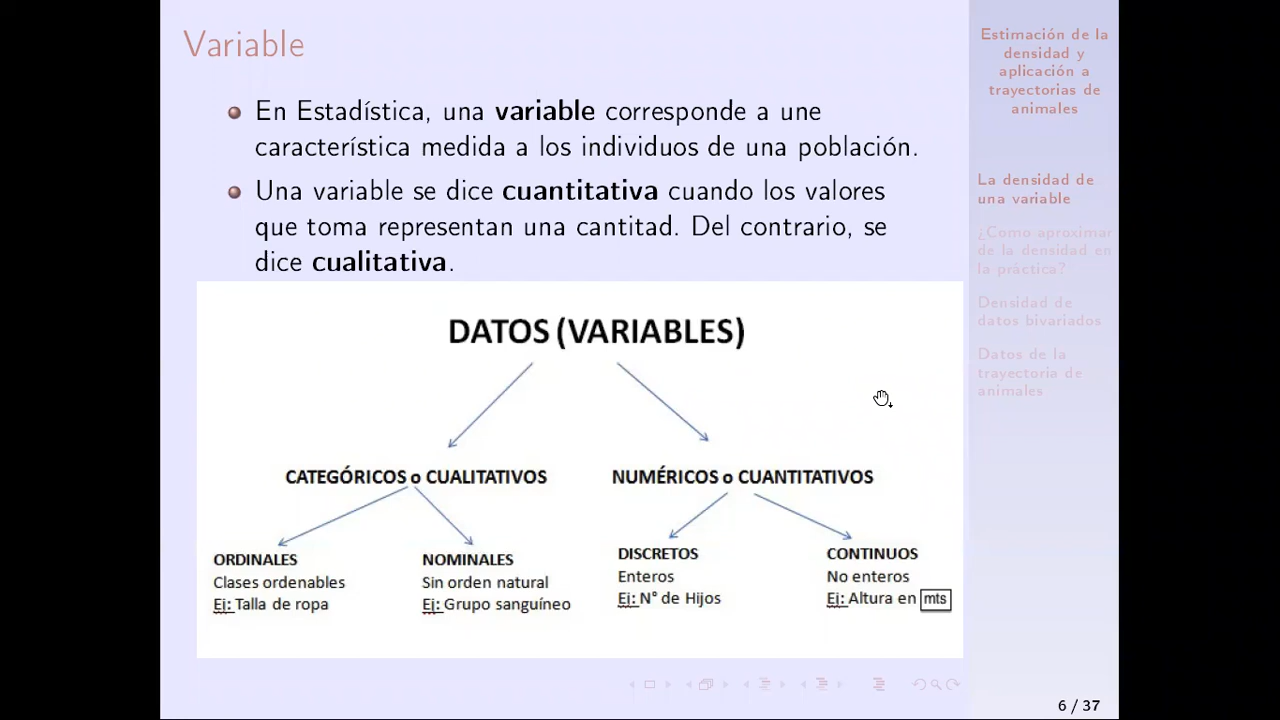 Variable
En Estadística, una variable corresponde a une
característica medida a los individuos de una población.
Una variable se dice cuantitativa cuando los valores
que toma representan una cantitad. Del contrario, se
dice cualitativa.
DATOS (VARIABLES)
CATEGÓRICOS o CUALITATIVOS
NUMÉRICOS o CUANTITATIVOS
ORDINALES
Clases ordenables
Ej: Talla de ropa
NOMINALES
Sin orden natural
Ej: Grupo sanguíneo
DISCRETOS
Enteros
Ej: N° de Hijos
CONTINUOS
No enteros
Ej: Altura en mts
Estimación de la
densidad y
aplicación a
trayectorias de
animales
La densidad de
una variable
¿Como aproximar
de la densidad en
la práctica?
Densidad de
datos bivariados
Datos de la
trayectoria de
animales
6 / 37